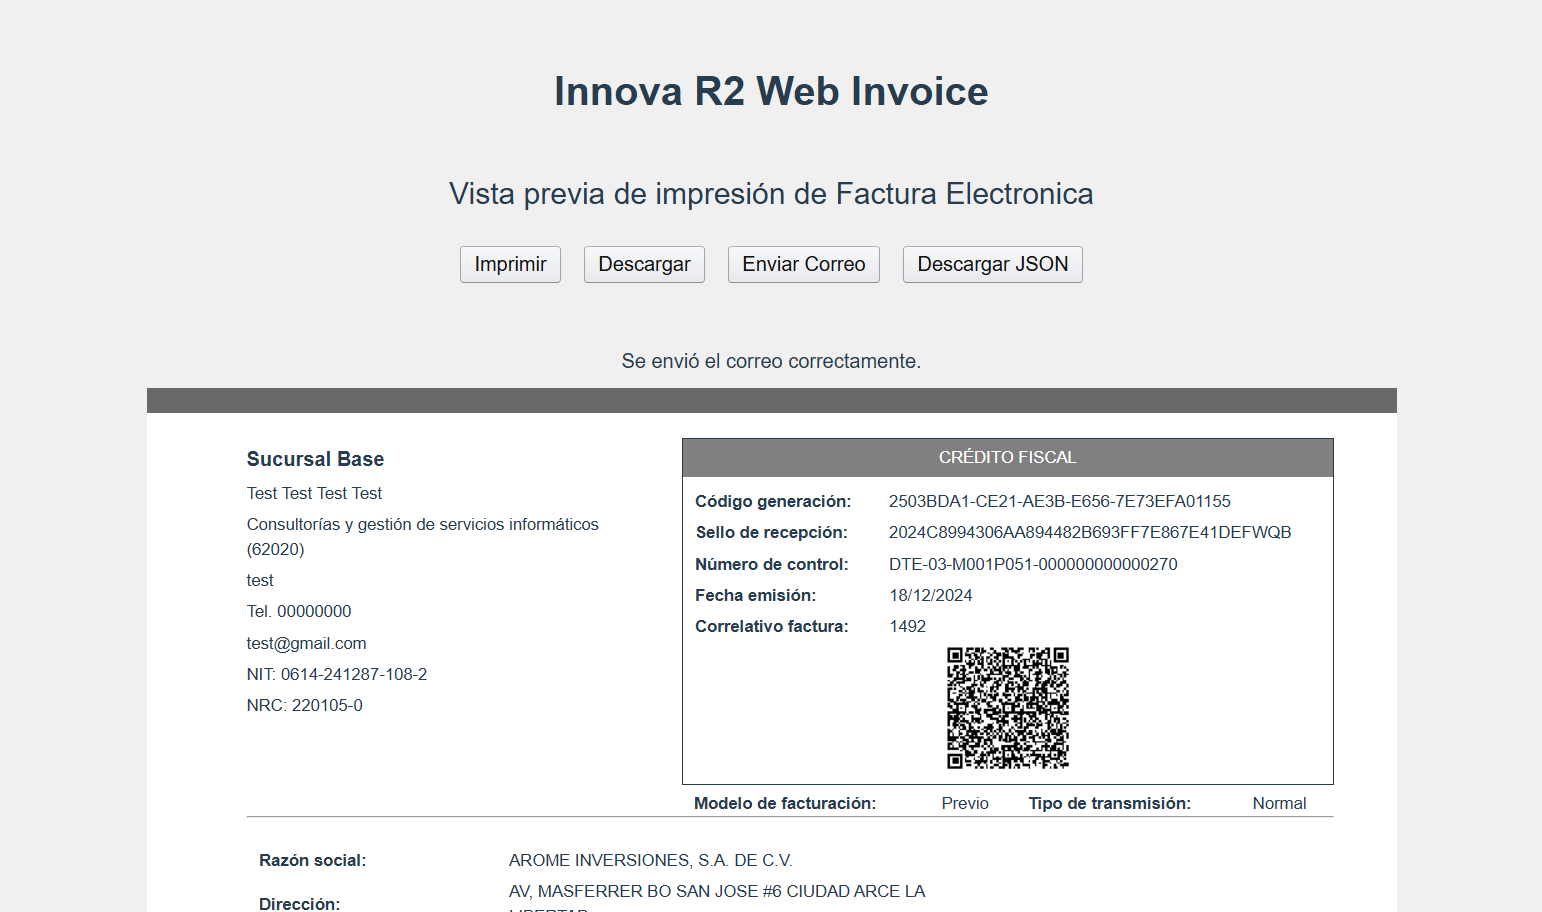 Innova R2 Web Invoice
Vista previa de impresión de Factura Electronica
Imprimir Descargar Enviar Correo Descargar JSON
Se envió el correo correctamente.
Sucursal Base
Test Test Test Test
Consultorías y gestión de servicios informáticos
(62020)
test
Tel. 00000000
test@gmail.com
NIT: 0614-241287-108-2
NRC: 220105-0
CRÉDITO FISCAL
Código generación: 2503BDA1-CE21-AE3B-E656-7E73EFA01155
Sello de recepción: 2024C8994306AA894482B693FF7E867E41DEFWQB
Número de control: DTE-03-M001P051-000000000000270
Fecha emisión: 18/12/2024
Correlativo factura: 1492
Modelo de facturación: Previo Tipo de transmisión: Normal
Razón social: AROME INVERSIONES, S.A. DE C.V.
Dirección: AV, MASFERRER BO SAN JOSE #6 CIUDAD ARCE LA